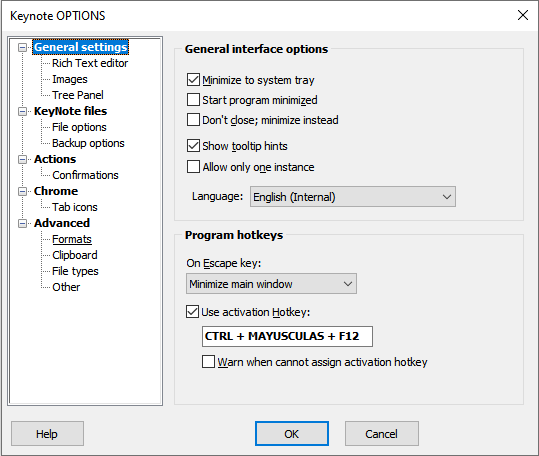 Keynote OPTIONS
General settings
Rich Text editor
Images
Tree Panel
KeyNote files
File options
Backup options
Actions
Confirmations
Chrome
Tab icons
Advanced
Formats
Clipboard
File types
Other
General interface options
Minimize to system tray
Start program minimized
Don't close; minimize instead
Show tooltip hints
Allow only one instance
Language: English (Internal)
Program hotkeys
On Escape key:
Minimize main window
Use activation Hotkey:
CTRL + MAYUSCULAS + F12
Warn when cannot assign activation hotkey
Help OK Cancel